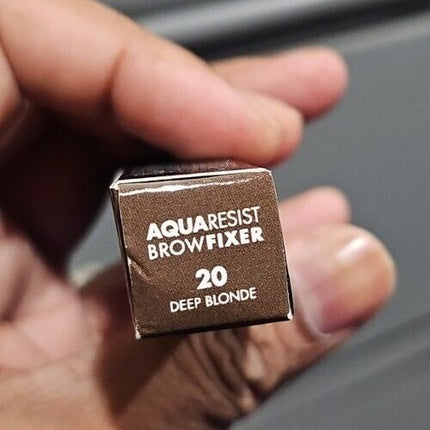 AQUARESIST
BROWFIXER
20
DEEP BLONDE